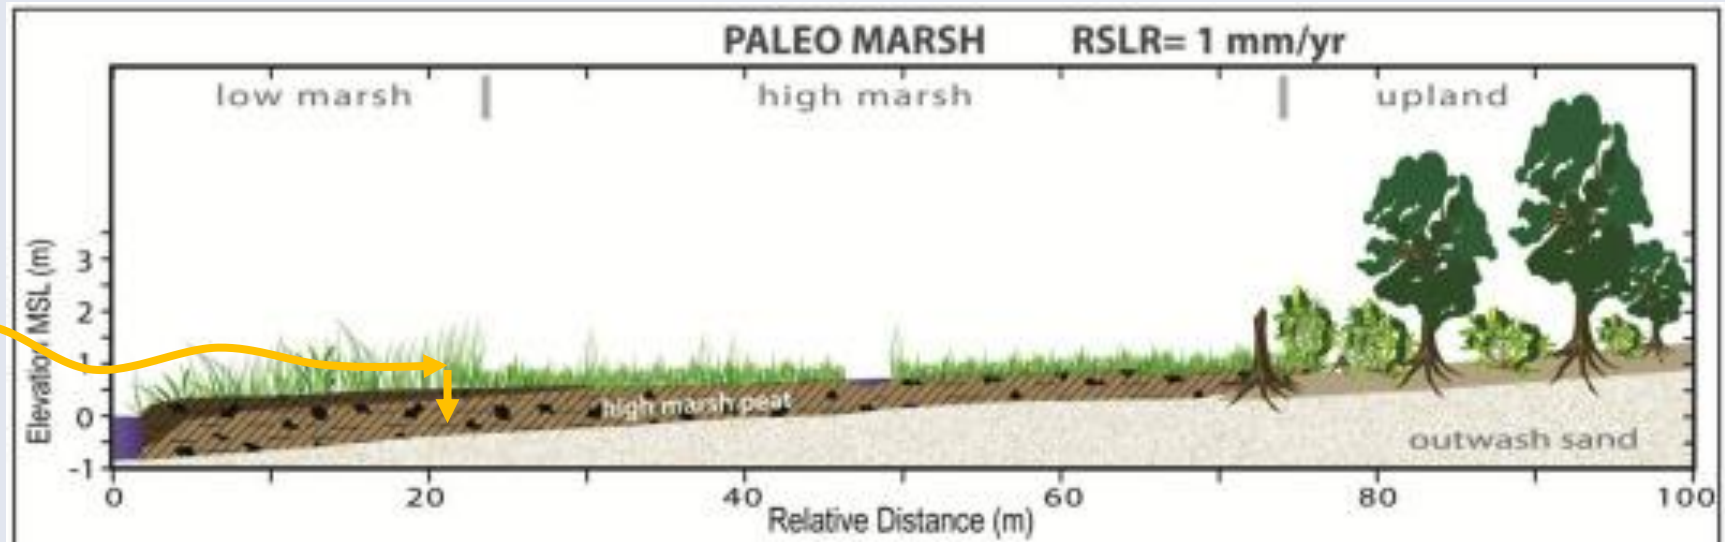 PALEO MARSH RSLR= 1 mm/yr
low marsh | high marsh | upland
Elevation MSL (m)
3
2
1
0
-1
high marsh peat
outwash sand
0 20 40 60 80 100
Relative Distance (m)